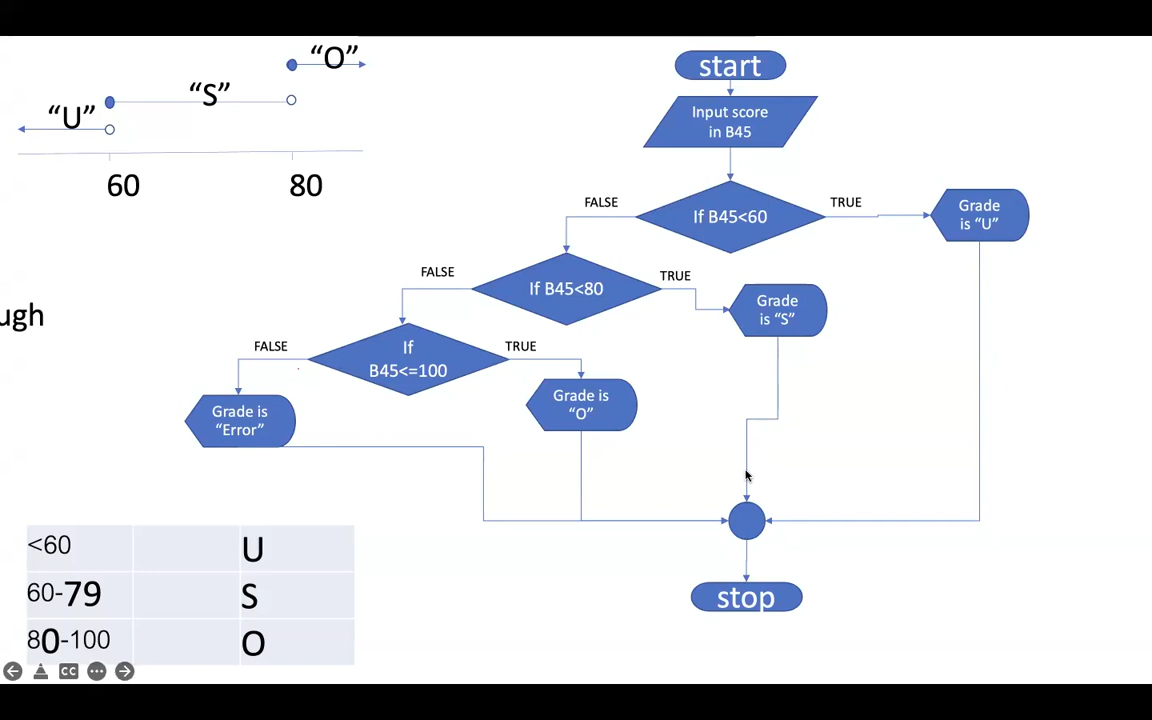 “O”
“S”
“U”
60
80
ugh
start
Input score
in B45
If B45<60
FALSE
TRUE
Grade
is “U”
If B45<80
FALSE
TRUE
Grade
is “S”
If
B45<=100
FALSE
TRUE
Grade is
“Error”
Grade is
“O”
stop
<60 U
60-79 S
80-100 O
CC